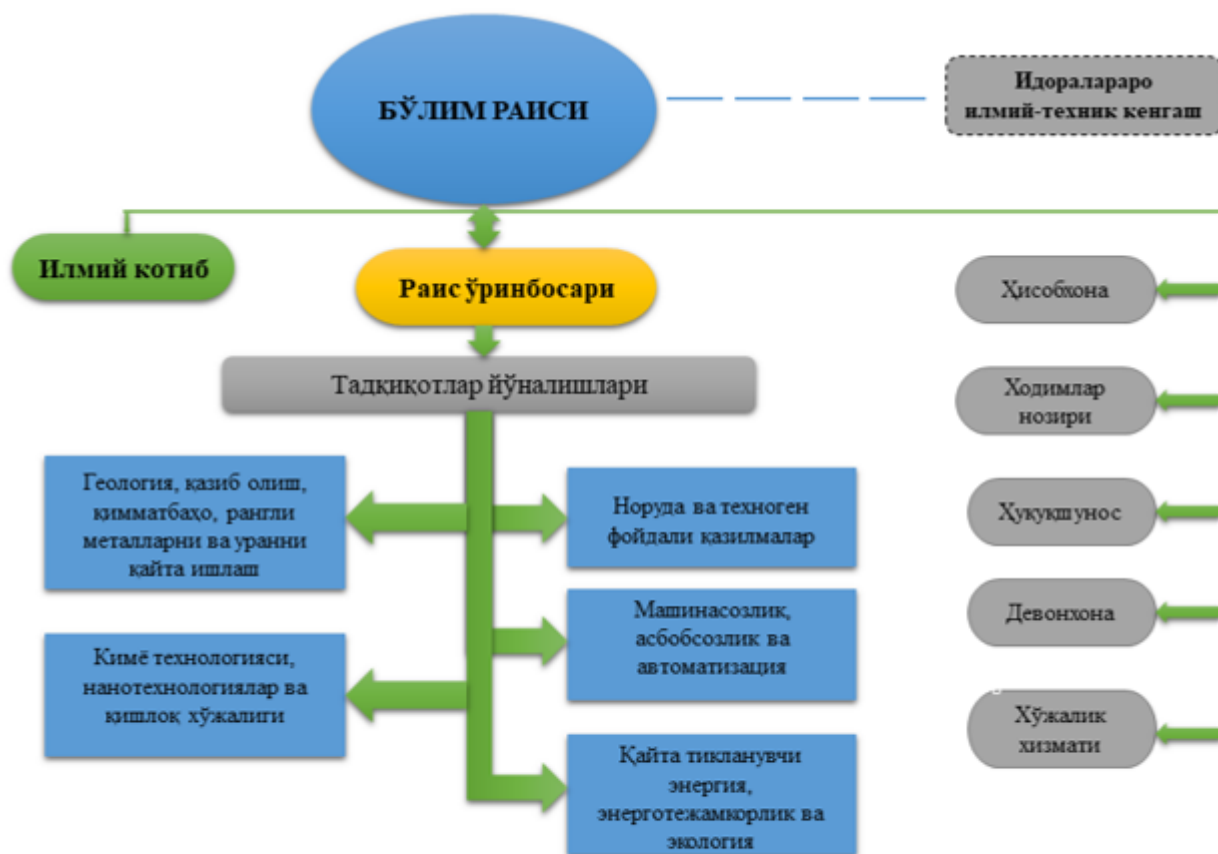 БЎЛИМ РАИСИ
Идоралараро
илмий-техник кенгаш
Илмий котиб
Раис ўринбосари
Тадқиқотлар йўналишлари
Геология, қазиб олиш,
қимматбаҳо, рангли
металларни ва уранни
қайта ишлаш
Кимё технологияси,
нанотехнологиялар ва
қишлоқ хўжалиги
Норуда ва техноген
фойдали қазилмалар
Машинасозлик,
асбобсозлик ва
автоматизация
Қайта тикланувчи
энергия,
энерготежамкорлик ва
экология
Ҳисобхона
Ходимлар
нозири
Ҳуқуқшунос
Девонхона
Хўжалик
хизмати